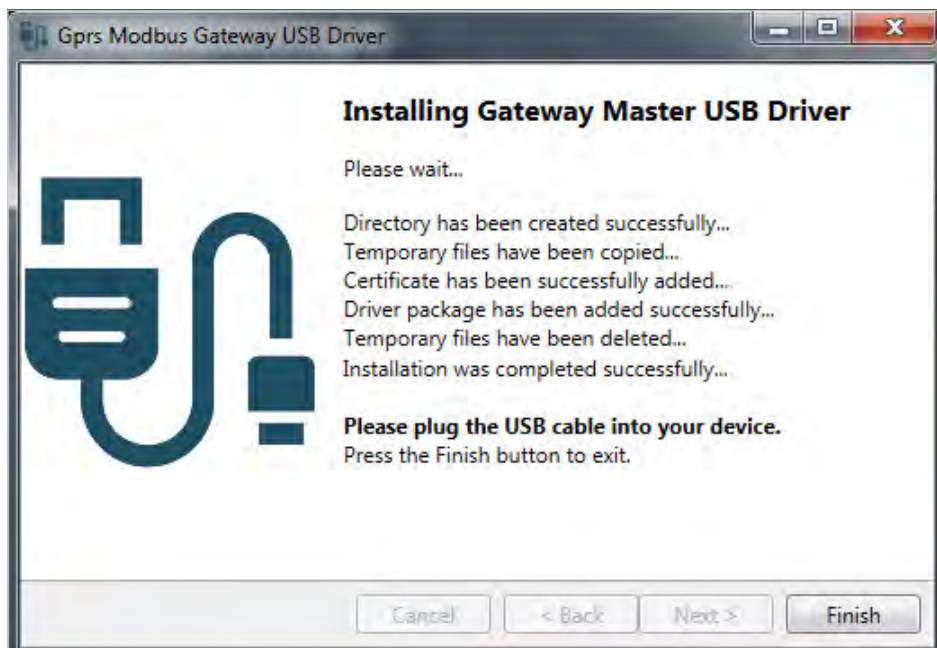 Gprs Modbus Gateway USB Driver
Installing Gateway Master USB Driver
Please wait...
Directory has been created successfully...
Temporary files have been copied...
Certificate has been successfully added...
Driver package has been added successfully...
Temporary files have been deleted...
Installation was completed successfully...
Please plug the USB cable into your device.
Press the Finish button to exit.
Cancel < Back Next > Finish